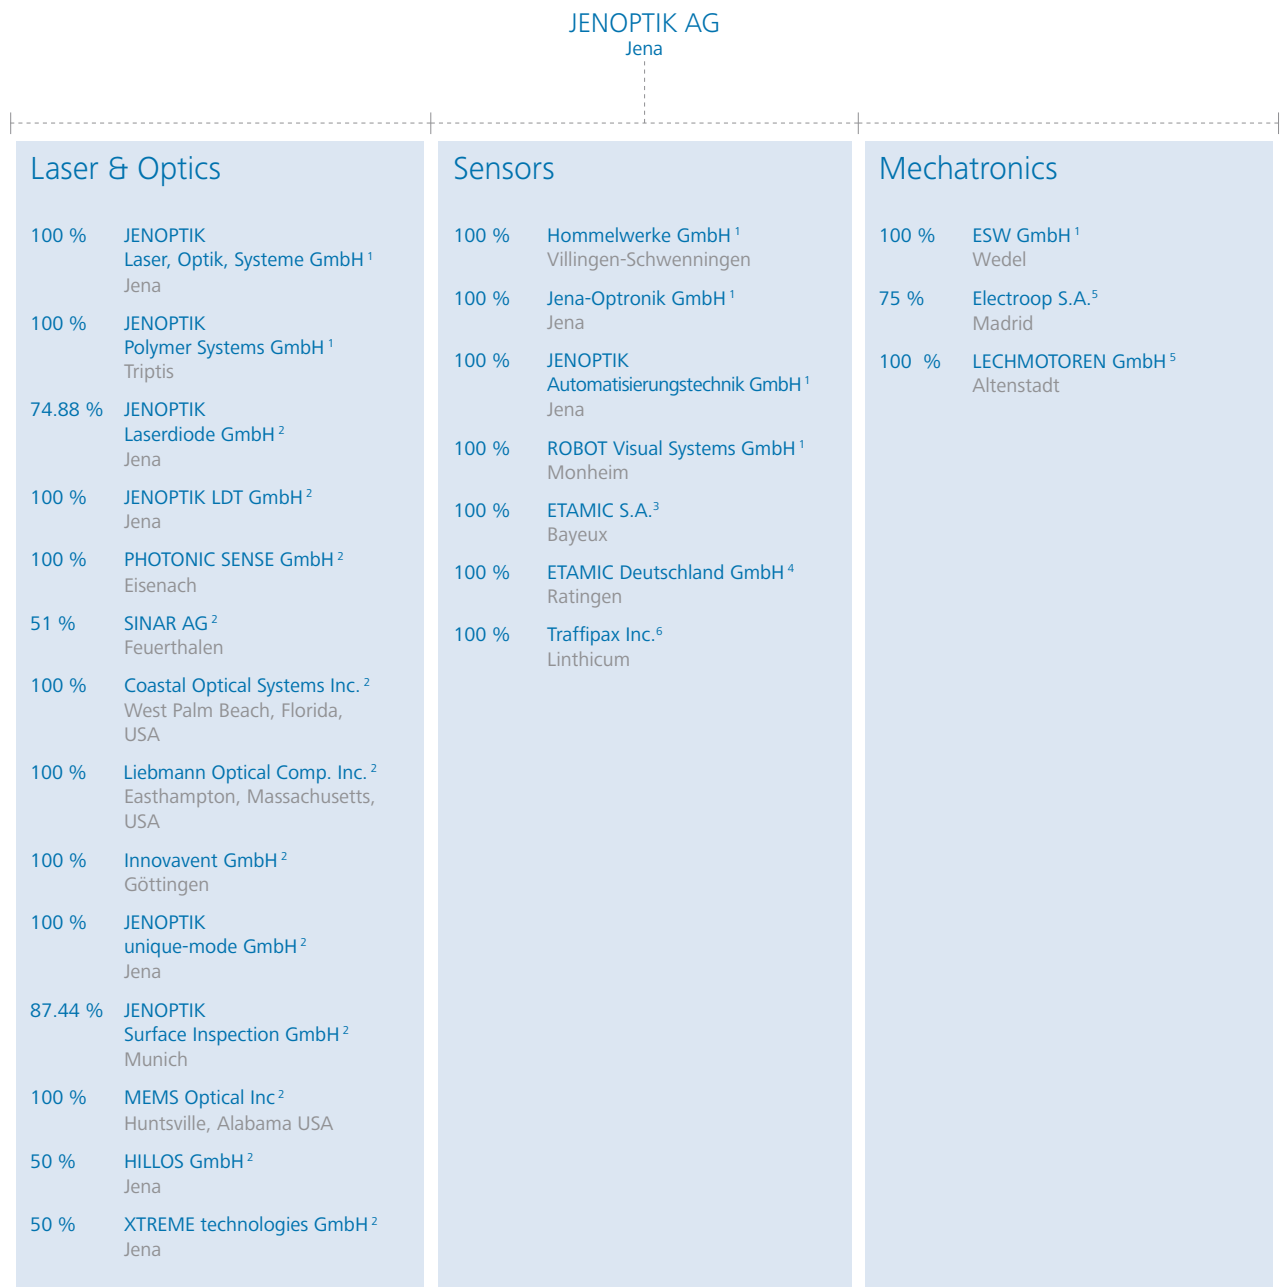 JENOPTIK AG
Jena
Laser & Optics
100 % JENOPTIK
Laser, Optik, Systeme GmbH 1
Jena
100 % JENOPTIK
Polymer Systems GmbH 1
Triptis
74.88 % JENOPTIK
Laserdiode GmbH 2
Jena
100 % JENOPTIK LDT GmbH 2
Jena
100 % PHOTONIC SENSE GmbH 2
Eisenach
51 % SINAR AG 2
Feuerthalen
100 % Coastal Optical Systems Inc. 2
West Palm Beach, Florida,
USA
100 % Liebmann Optical Comp. Inc. 2
Easthampton, Massachusetts,
USA
100 % Innovavent GmbH 2
Göttingen
100 % JENOPTIK
unique-mode GmbH 2
Jena
87.44 % JENOPTIK
Surface Inspection GmbH 2
Munich
100 % MEMS Optical Inc 2
Huntsville, Alabama USA
50 % HILLOS GmbH 2
Jena
50 % XTREME technologies GmbH 2
Jena
Sensors
100 % Hommelwerke GmbH 1
Villingen-Schwenningen
100 % Jena-Optronik GmbH 1
Jena
100 % JENOPTIK
Automatisierungstechnik GmbH 1
Jena
100 % ROBOT Visual Systems GmbH 1
Monheim
100 % ETAMIC S.A. 3
Bayeux
100 % ETAMIC Deutschland GmbH 4
Ratingen
100 % Traffipax Inc. 6
Linthicum
Mechatronics
100 % ESW GmbH 1
Wedel
75 % Electroop S.A. 5
Madrid
100 % LECHMOTOREN GmbH 5
Altenstadt